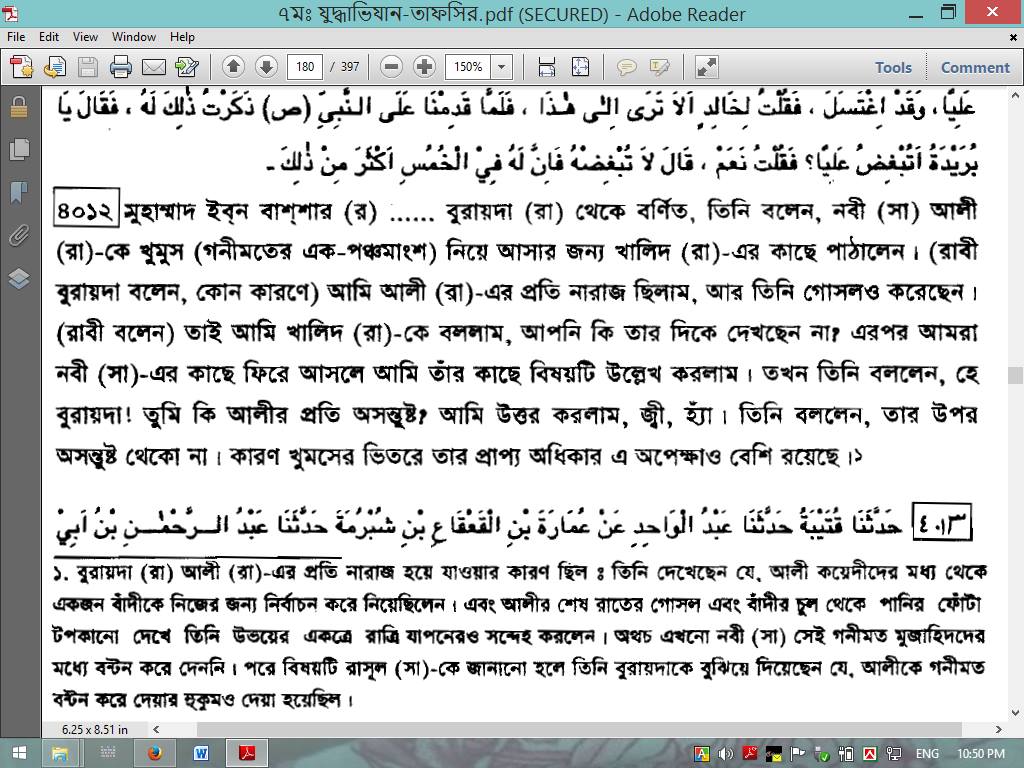 ৭মঃ যুদ্ধাভিযান-তাফসির.pdf (SECURED) - Adobe Reader
File Edit View Window Help
180 / 397 150% Tools Comment
عَلِيًّا، وَقَدْ اِغْتَسَلَ ، فَقُلْتُ لِخَالِدٍ اَلاَ تَرَى اِلٰى هٰذَا ، فَلَمَّا قَدِمْنَا عَلَى النَّبِيِّ (ص) ذَكَرْتُ ذٰلِكَ لَهُ ، فَقَالَ يَا
بُرَيْدَةُ اَتُبْغِضُ عَلِيًّا؟ فَقُلْتُ نَعَمْ ، قَالَ لاَ تُبْغِضْهُ فَاِنَّ لَهُ فِيْ الْخُمُسِ اَكْثَرَ مِنْ ذٰلِكَ ـ
৪০১২ মুহাম্মাদ ইব্‌ন বাশ্‌শার (র) ...... বুরায়দা (রা) থেকে বর্ণিত, তিনি বলেন, নবী (সা) আলী
(রা)-কে খুমুস (গনীমতের এক-পঞ্চমাংশ) নিয়ে আসার জন্য খালিদ (রা)-এর কাছে পাঠালেন। (রাবী
বুরায়দা বলেন, কোন কারণে) আমি আলী (রা)-এর প্রতি নারাজ ছিলাম, আর তিনি গোসলও করেছেন।
(রাবী বলেন) তাই আমি খালিদ (রা)-কে বললাম, আপনি কি তার দিকে দেখছেন না? এরপর আমরা
নবী (সা)-এর কাছে ফিরে আসলে আমি তাঁর কাছে বিষয়টি উল্লেখ করলাম। তখন তিনি বললেন, হে
বুরায়দা! তুমি কি আলীর প্রতি অসন্তুষ্ট? আমি উত্তর করলাম, জ্বী, হ্যাঁ। তিনি বললেন, তার উপর
অসন্তুষ্ট থেকো না। কারণ খুমসের ভিতরে তার প্রাপ্য অধিকার এ অপেক্ষাও বেশি রয়েছে।১
٤٠١٣ حَدَّثَنَا قُتَيْبَةُ حَدَّثَنَا عَبْدُ الْوَاحِدِ عَنْ عُمَارَةَ بْنِ الْقَعْقَاعِ بْنِ شُبْرُمَةَ حَدَّثَنَا عَبْدُ الرَّحْمٰنِ بْنُ اَبِيْ
১. বুরায়দা (রা) আলী (রা)-এর প্রতি নারাজ হয়ে যাওয়ার কারণ ছিল ঃ তিনি দেখেছেন যে, আলী কয়েদীদের মধ্য থেকে
একজন বাঁদীকে নিজের জন্য নির্বাচন করে নিয়েছিলেন। এবং আলীর শেষ রাতের গোসল এবং বাঁদীর চুল থেকে পানির ফোঁটা
টপকানো দেখে তিনি উভয়ের একত্রে রাত্রি যাপনেরও সন্দেহ করলেন। অথচ এখনো নবী (সা) সেই গনীমত মুজাহিদদের
মধ্যে বন্টন করে দেননি। পরে বিষয়টি রাসূল (সা)-কে জানানো হলে তিনি বুরায়দাকে বুঝিয়ে দিয়েছেন যে, আলীকে গনীমত
বন্টন করে দেয়ার হুকুমও দেয়া হয়েছিল।
6.25 x 8.51 in
ENG 10:50 PM